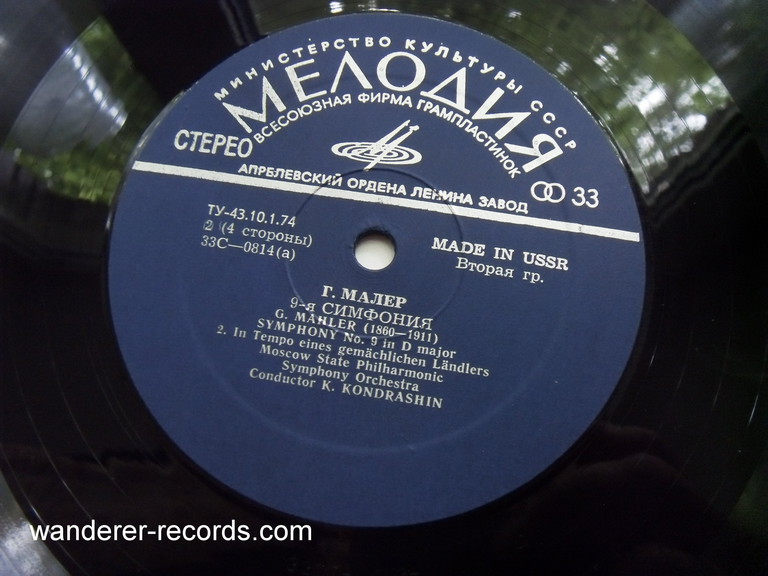 МИНИСТЕРСТВО КУЛЬТУРЫ СССР
МЕЛОДИЯ
ВСЕСОЮЗНАЯ ФИРМА ГРАМПЛАСТИНОК
СТЕРЕО
33
АПРЕЛЕВСКИЙ ОРДЕНА ЛЕНИНА ЗАВОД
ТУ-43.10.1.74
2 (4 стороны)
33С—0814(а)
MADE IN USSR
Вторая гр.
Г. МАЛЕР
9-я СИМФОНИЯ
G. MAHLER (1860—1911)
SYMPHONY No. 9 in D major
2. In Tempo eines gemächlichen Ländlers
Moscow State Philharmonic
Symphony Orchestra
Conductor K. KONDRASHIN
wanderer-records.com